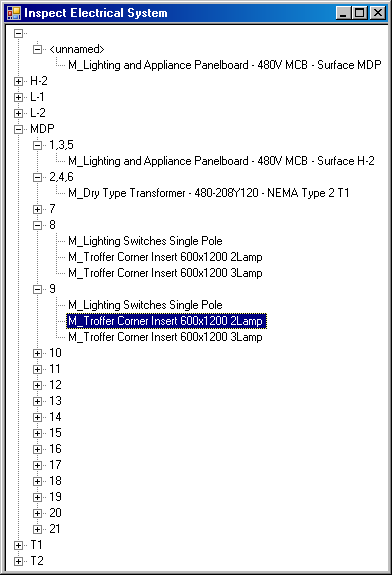 Inspect Electrical System
<unnamed>
M_Lighting and Appliance Panelboard - 480V MCB - Surface MDP
H-2
L-1
L-2
MDP
1,3,5
M_Lighting and Appliance Panelboard - 480V MCB - Surface H-2
2,4,6
M_Dry Type Transformer - 480-208Y120 - NEMA Type 2 T1
7
8
M_Lighting Switches Single Pole
M_Troffer Corner Insert 600x1200 2Lamp
M_Troffer Corner Insert 600x1200 3Lamp
9
M_Lighting Switches Single Pole
M_Troffer Corner Insert 600x1200 2Lamp
M_Troffer Corner Insert 600x1200 3Lamp
10
11
12
13
14
15
16
17
18
19
20
21
T1
T2